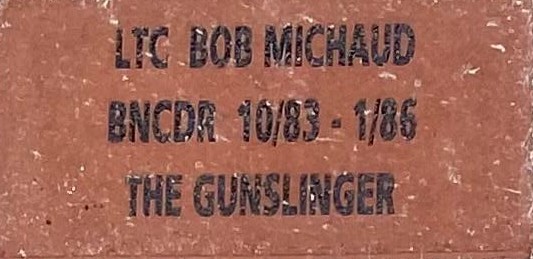 LTC BOB MICHAUD
BNCDR 10/83 - 1/86
THE GUNSLINGER